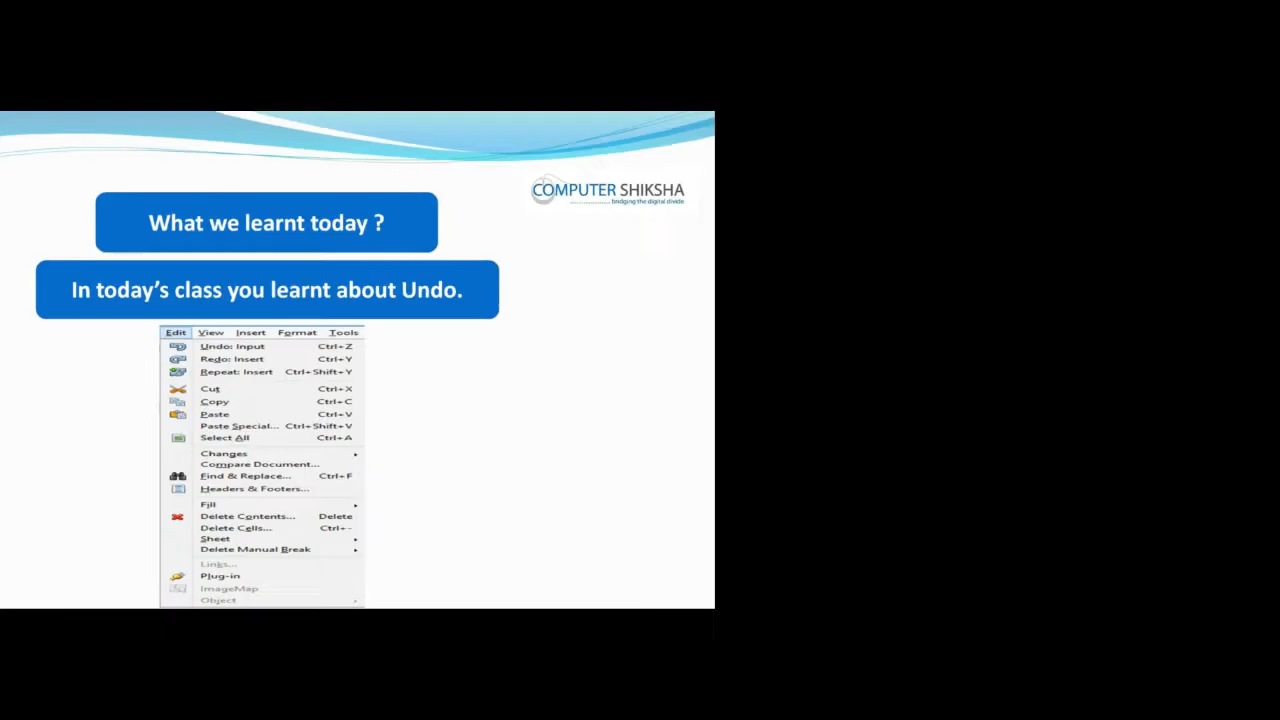 COMPUTER SHIKSHA
bridging the digital divide
What we learnt today ?
In today's class you learnt about Undo.
Edit View Insert Format Tools
Undo: Input Ctrl+Z
Redo: Insert Ctrl+Y
Repeat: Insert Ctrl+Shift+Y
Cut Ctrl+X
Copy Ctrl+C
Paste Ctrl+V
Paste Special... Ctrl+Shift+V
Select All Ctrl+A
Changes
Compare Document...
Find & Replace... Ctrl+F
Headers & Footers...
Fill
Delete Contents... Delete
Delete Cells... Ctrl+-
Sheet
Delete Manual Break
Links...
Plug-in
ImageMap
Object